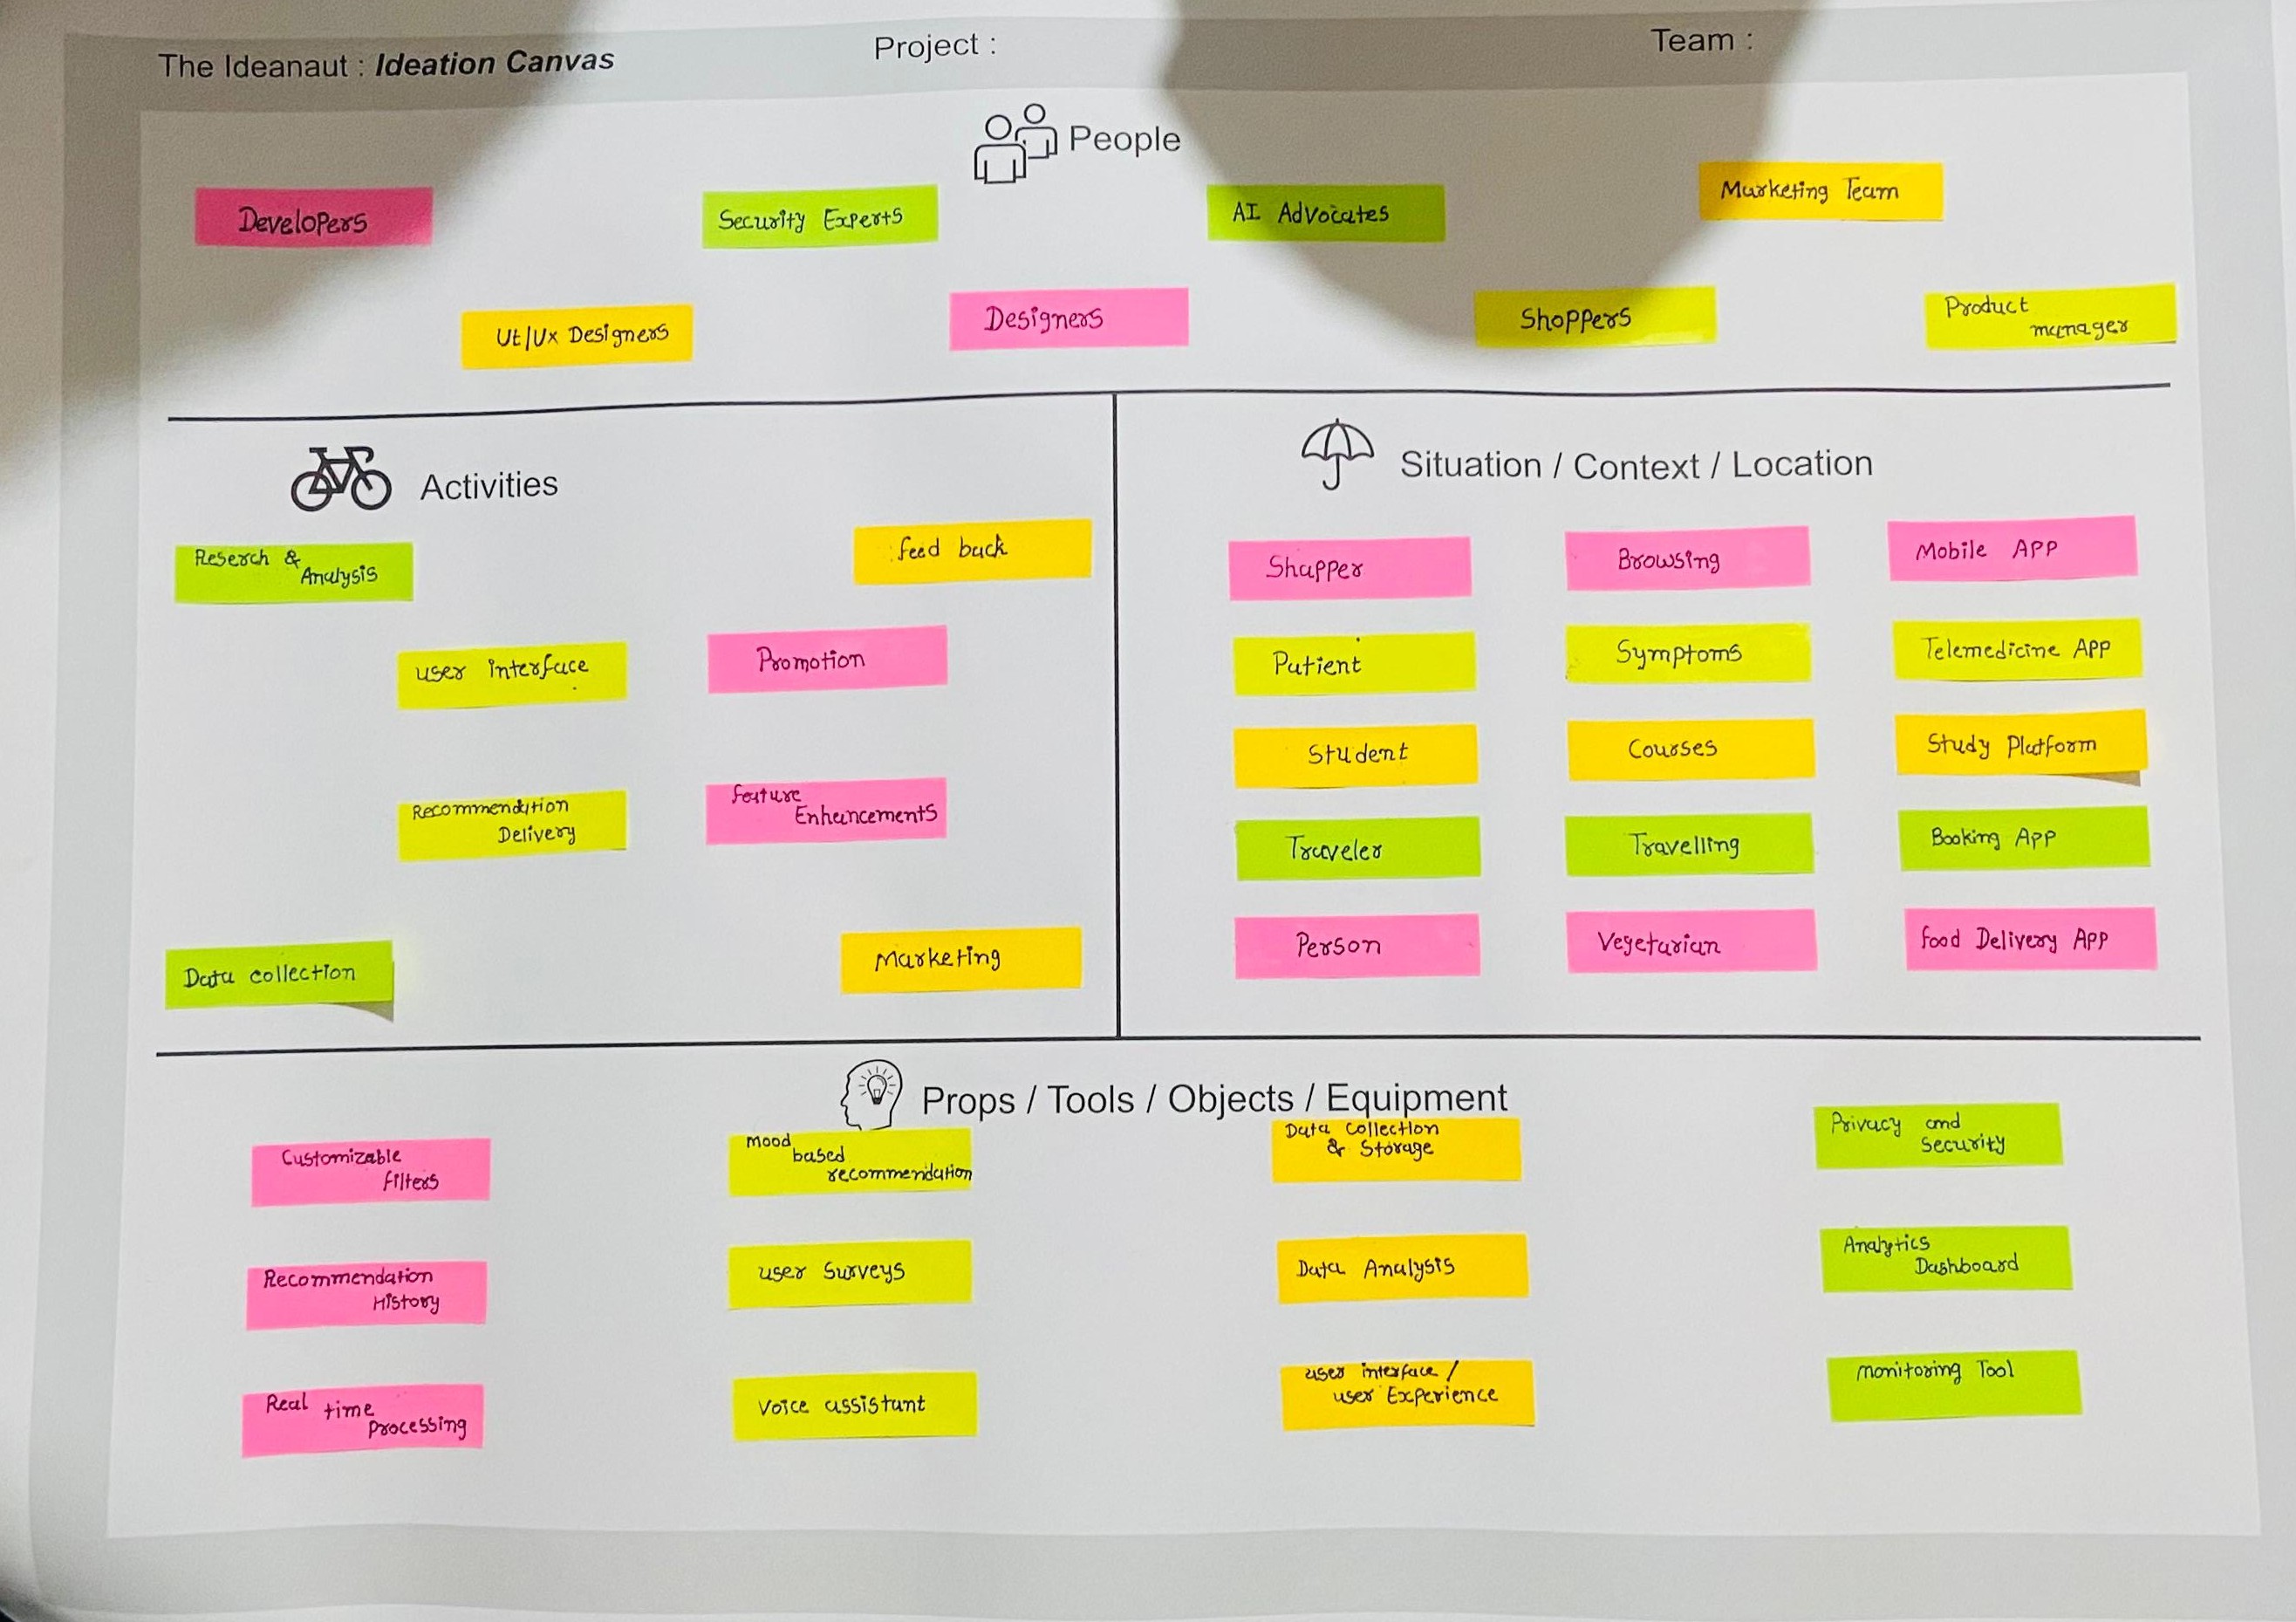 The Ideanaut : Ideation Canvas
Project :
Team :
People
Developers
Security Experts
AI Advocates
Marketing Team
UI/UX Designers
Designers
Shoppers
Product
manager
Activities
Reserch &
Analysis
feed back
user interface
Promotion
Recommendation
Delivery
feature
Enhancements
Data collection
Marketing
Situation / Context / Location
Shapper
Browsing
Mobile APP
Patient
Symptoms
Telemedicine APP
Student
Courses
Study Platform
Traveler
Travelling
Booking App
Person
Vegetarian
food Delivery App
Props / Tools / Objects / Equipment
Customizable
filters
mood
based
recommendation
Data Collection
& Storage
Privacy and
Security
Recommendation
History
user surveys
Data Analysis
Analytics
Dashboard
Real time
processing
Voice assistant
user interface /
user Experience
monitoring Tool